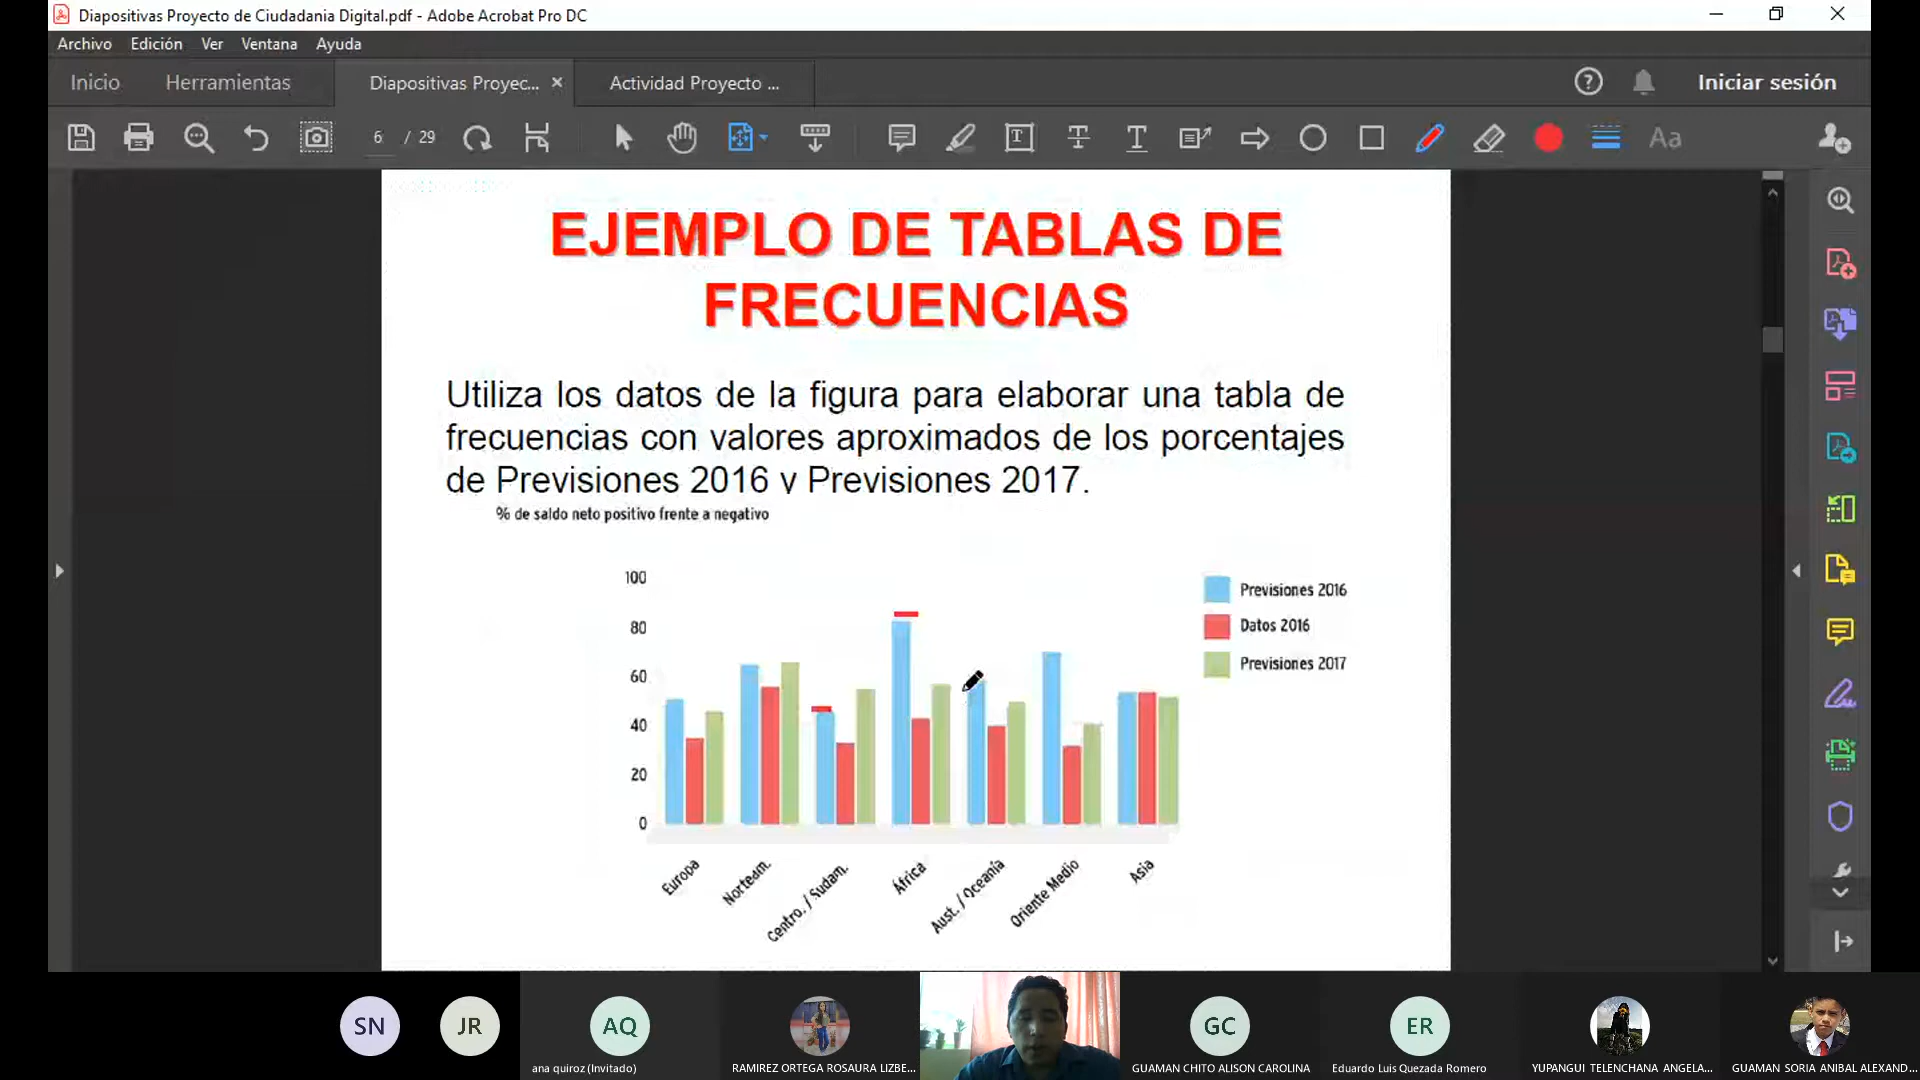 Diapositivas Proyecto de Ciudadania Digital.pdf - Adobe Acrobat Pro DC
Archivo Edición Ver Ventana Ayuda
Inicio Herramientas Diapositivas Proyec... × Actividad Proyecto ... Iniciar sesión
6 / 29 Aa
EJEMPLO DE TABLAS DE
FRECUENCIAS
Utiliza los datos de la figura para elaborar una tabla de
frecuencias con valores aproximados de los porcentajes
de Previsiones 2016 y Previsiones 2017.
% de saldo neto positivo frente a negativo
100
80
60
40
20
0
Europa
Norteam.
Centro. / Sudam.
África
Aust. / Oceanía
Oriente Medio
Asia
Previsiones 2016
Datos 2016
Previsiones 2017
SN
JR
AQ
GC
ER
ana quiroz (Invitado)
RAMIREZ ORTEGA ROSAURA LIZBE...
GUAMAN CHITO ALISON CAROLINA
Eduardo Luis Quezada Romero
YUPANGUI TELENCHANA ANGELA...
GUAMAN SORIA ANIBAL ALEXAND...